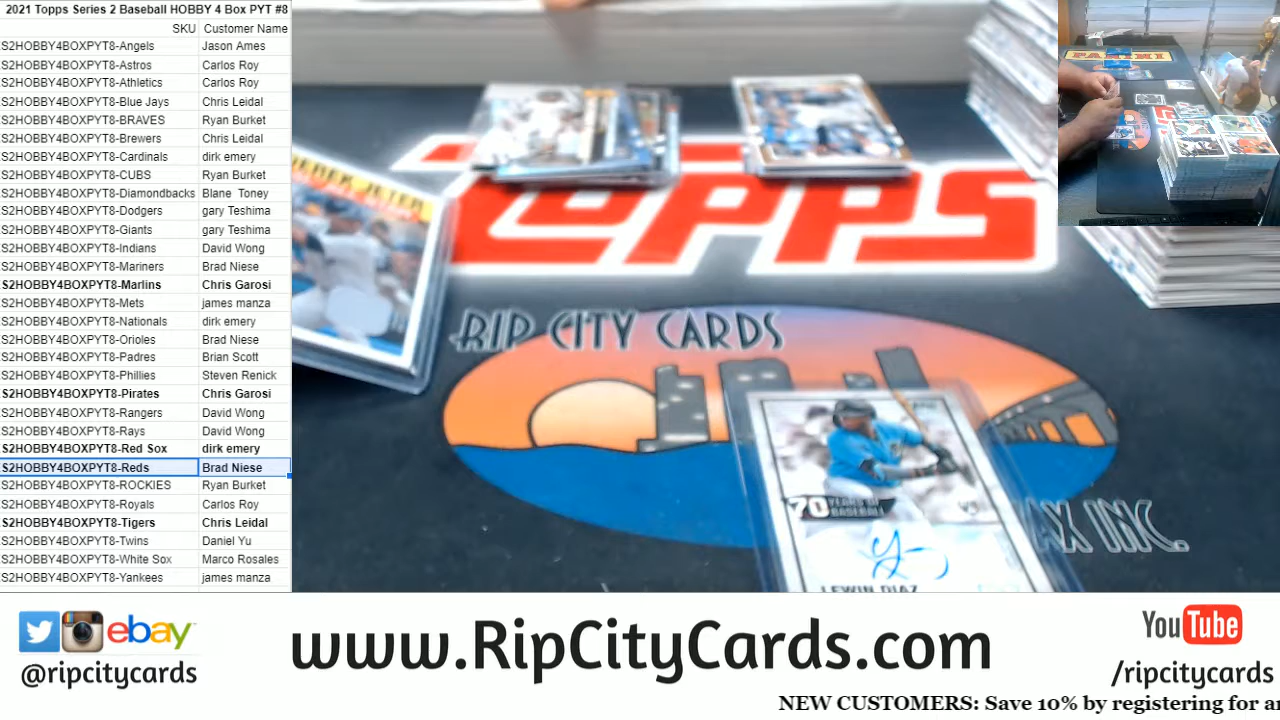 2021 Topps Series 2 Baseball HOBBY 4 Box PYT #8
SKU Customer Name
S2HOBBY4BOXPYT8-Angels Jason Ames
S2HOBBY4BOXPYT8-Astros Carlos Roy
S2HOBBY4BOXPYT8-Athletics Carlos Roy
S2HOBBY4BOXPYT8-Blue Jays Chris Leidal
S2HOBBY4BOXPYT8-BRAVES Ryan Burket
S2HOBBY4BOXPYT8-Brewers Chris Leidal
S2HOBBY4BOXPYT8-Cardinals dirk emery
S2HOBBY4BOXPYT8-CUBS Ryan Burket
S2HOBBY4BOXPYT8-Diamondbacks Blane Toney
S2HOBBY4BOXPYT8-Dodgers gary Teshima
S2HOBBY4BOXPYT8-Giants gary Teshima
S2HOBBY4BOXPYT8-Indians David Wong
S2HOBBY4BOXPYT8-Mariners Brad Niese
S2HOBBY4BOXPYT8-Marlins Chris Garosi
S2HOBBY4BOXPYT8-Mets james manza
S2HOBBY4BOXPYT8-Nationals dirk emery
S2HOBBY4BOXPYT8-Orioles Brad Niese
S2HOBBY4BOXPYT8-Padres Brian Scott
S2HOBBY4BOXPYT8-Phillies Steven Renick
S2HOBBY4BOXPYT8-Pirates Chris Garosi
S2HOBBY4BOXPYT8-Rangers David Wong
S2HOBBY4BOXPYT8-Rays David Wong
S2HOBBY4BOXPYT8-Red Sox dirk emery
S2HOBBY4BOXPYT8-Reds Brad Niese
S2HOBBY4BOXPYT8-ROCKIES Ryan Burket
S2HOBBY4BOXPYT8-Royals Carlos Roy
S2HOBBY4BOXPYT8-Tigers Chris Leidal
S2HOBBY4BOXPYT8-Twins Daniel Yu
S2HOBBY4BOXPYT8-White Sox Marco Rosales
S2HOBBY4BOXPYT8-Yankees james manza
PANINI
TOPPS
DEREK JETER
RIP CITY CARDS
70 YEARS OF
BASEBALL
LEWIN DIAZ
INC.
ebay
@ripcitycards
www.RipCityCards.com
YouTube
/ripcitycards
NEW CUSTOMERS: Save 10% by registering for a